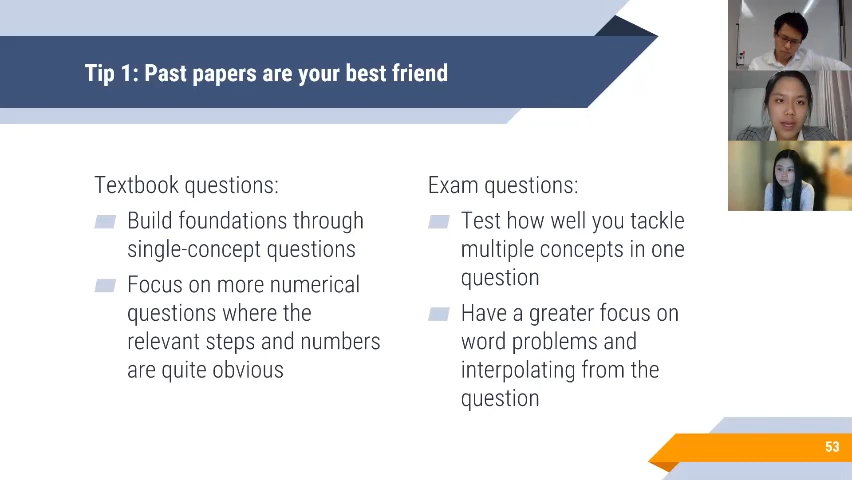 Tip 1: Past papers are your best friend
Textbook questions:
Build foundations through
single-concept questions
Focus on more numerical
questions where the
relevant steps and numbers
are quite obvious
Exam questions:
Test how well you tackle
multiple concepts in one
question
Have a greater focus on
word problems and
interpolating from the
question
53